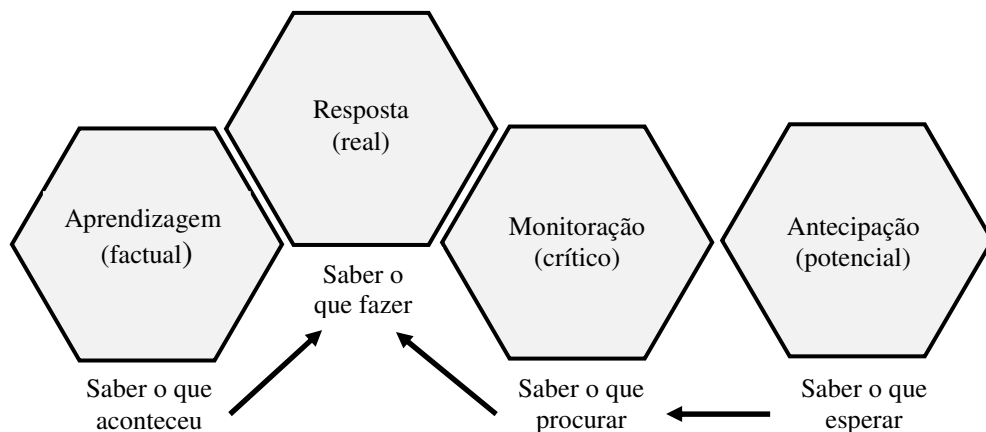 Resposta
(real)
Aprendizagem
(factual)
Monitoração
(crítico)
Antecipação
(potencial)
Saber o
que fazer
Saber o que
aconteceu
Saber o que
procurar
Saber o que
esperar